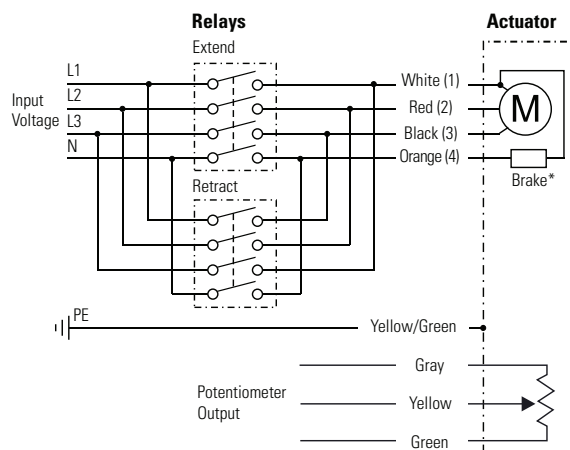 Relays
Actuator
Extend
L1
White (1)
Input
Voltage
L2
Red (2)
M
L3
Black (3)
N
Orange (4)
Brake*
Retract
PE
Yellow/Green
Gray
Potentiometer
Output
Yellow
Green